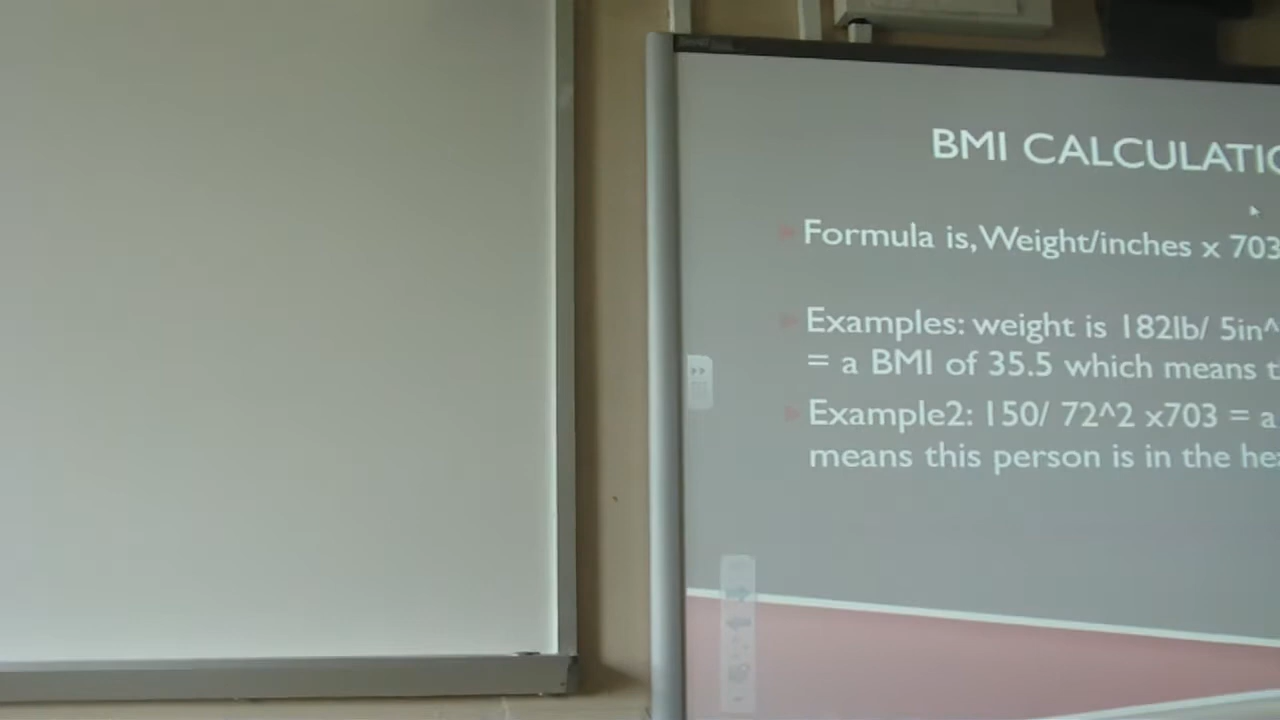 BMI CALCULATIO
Formula is, Weight/inches x 703
Examples: weight is 182lb/ 5in^
= a BMI of 35.5 which means t
Example2: 150/ 72^2 x703 = a
means this person is in the hea